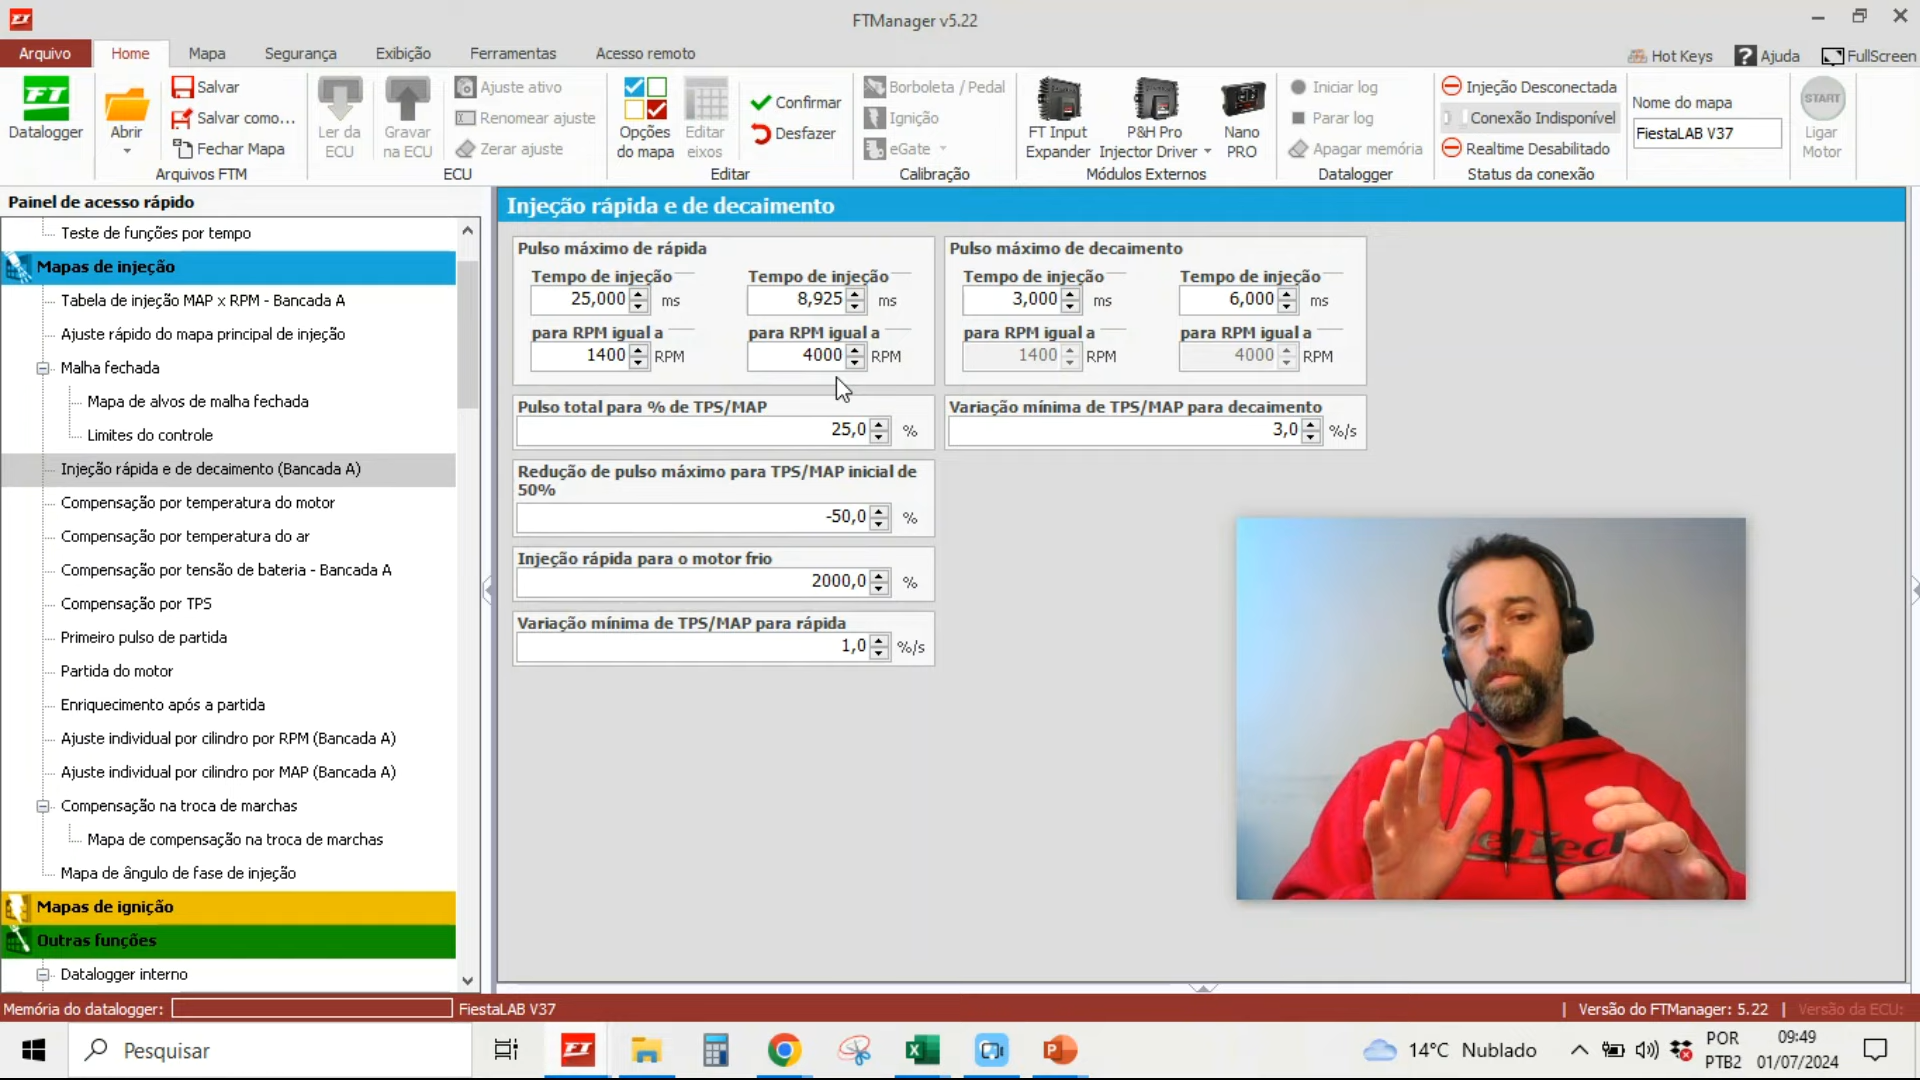 FTManager v5.22
Arquivo Home Mapa Segurança Exibição Ferramentas Acesso remoto
Hot Keys ? Ajuda FullScreen
FT
Datalogger
Abrir
Salvar
Salvar como...
Fechar Mapa
Arquivos FTM
Ler da ECU
Gravar na ECU
Ajuste ativo
Renomear ajuste
Zerar ajuste
ECU
Opções do mapa
Editar eixos
Confirmar
Desfazer
Editar
Borboleta / Pedal
Ignição
eGate
Calibração
FT Input Expander
P&H Pro Injector Driver
Nano PRO
Módulos Externos
Iniciar log
Parar log
Apagar memória
Datalogger
Injeção Desconectada
Conexão Indisponível
Realtime Desabilitado
Status da conexão
Nome do mapa
FiestaLAB V37
START
Ligar Motor
Painel de acesso rápido
Teste de funções por tempo
Mapas de injeção
Tabela de injeção MAP x RPM - Bancada A
Ajuste rápido do mapa principal de injeção
Malha fechada
Mapa de alvos de malha fechada
Limites do controle
Injeção rápida e de decaimento (Bancada A)
Compensação por temperatura do motor
Compensação por temperatura do ar
Compensação por tensão de bateria - Bancada A
Compensação por TPS
Primeiro pulso de partida
Partida do motor
Enriquecimento após a partida
Ajuste individual por cilindro por RPM (Bancada A)
Ajuste individual por cilindro por MAP (Bancada A)
Compensação na troca de marchas
Mapa de compensação na troca de marchas
Mapa de ângulo de fase de injeção
Mapas de ignição
Outras funções
Datalogger interno
Injeção rápida e de decaimento
Pulso máximo de rápida
Tempo de injeção Tempo de injeção
25,000 ms 8,925 ms
para RPM igual a para RPM igual a
1400 RPM 4000 RPM
Pulso máximo de decaimento
Tempo de injeção Tempo de injeção
3,000 ms 6,000 ms
para RPM igual a para RPM igual a
1400 RPM 4000 RPM
Pulso total para % de TPS/MAP
25,0 %
Variação mínima de TPS/MAP para decaimento
3,0 %/s
Redução de pulso máximo para TPS/MAP inicial de
50%
-50,0 %
Injeção rápida para o motor frio
2000,0 %
Variação mínima de TPS/MAP para rápida
1,0 %/s
Memória do datalogger: FiestaLAB V37 | Versão do FTManager: 5.22 | Versão da ECU:
Pesquisar
14°C Nublado
POR
PTB2
09:49
01/07/2024